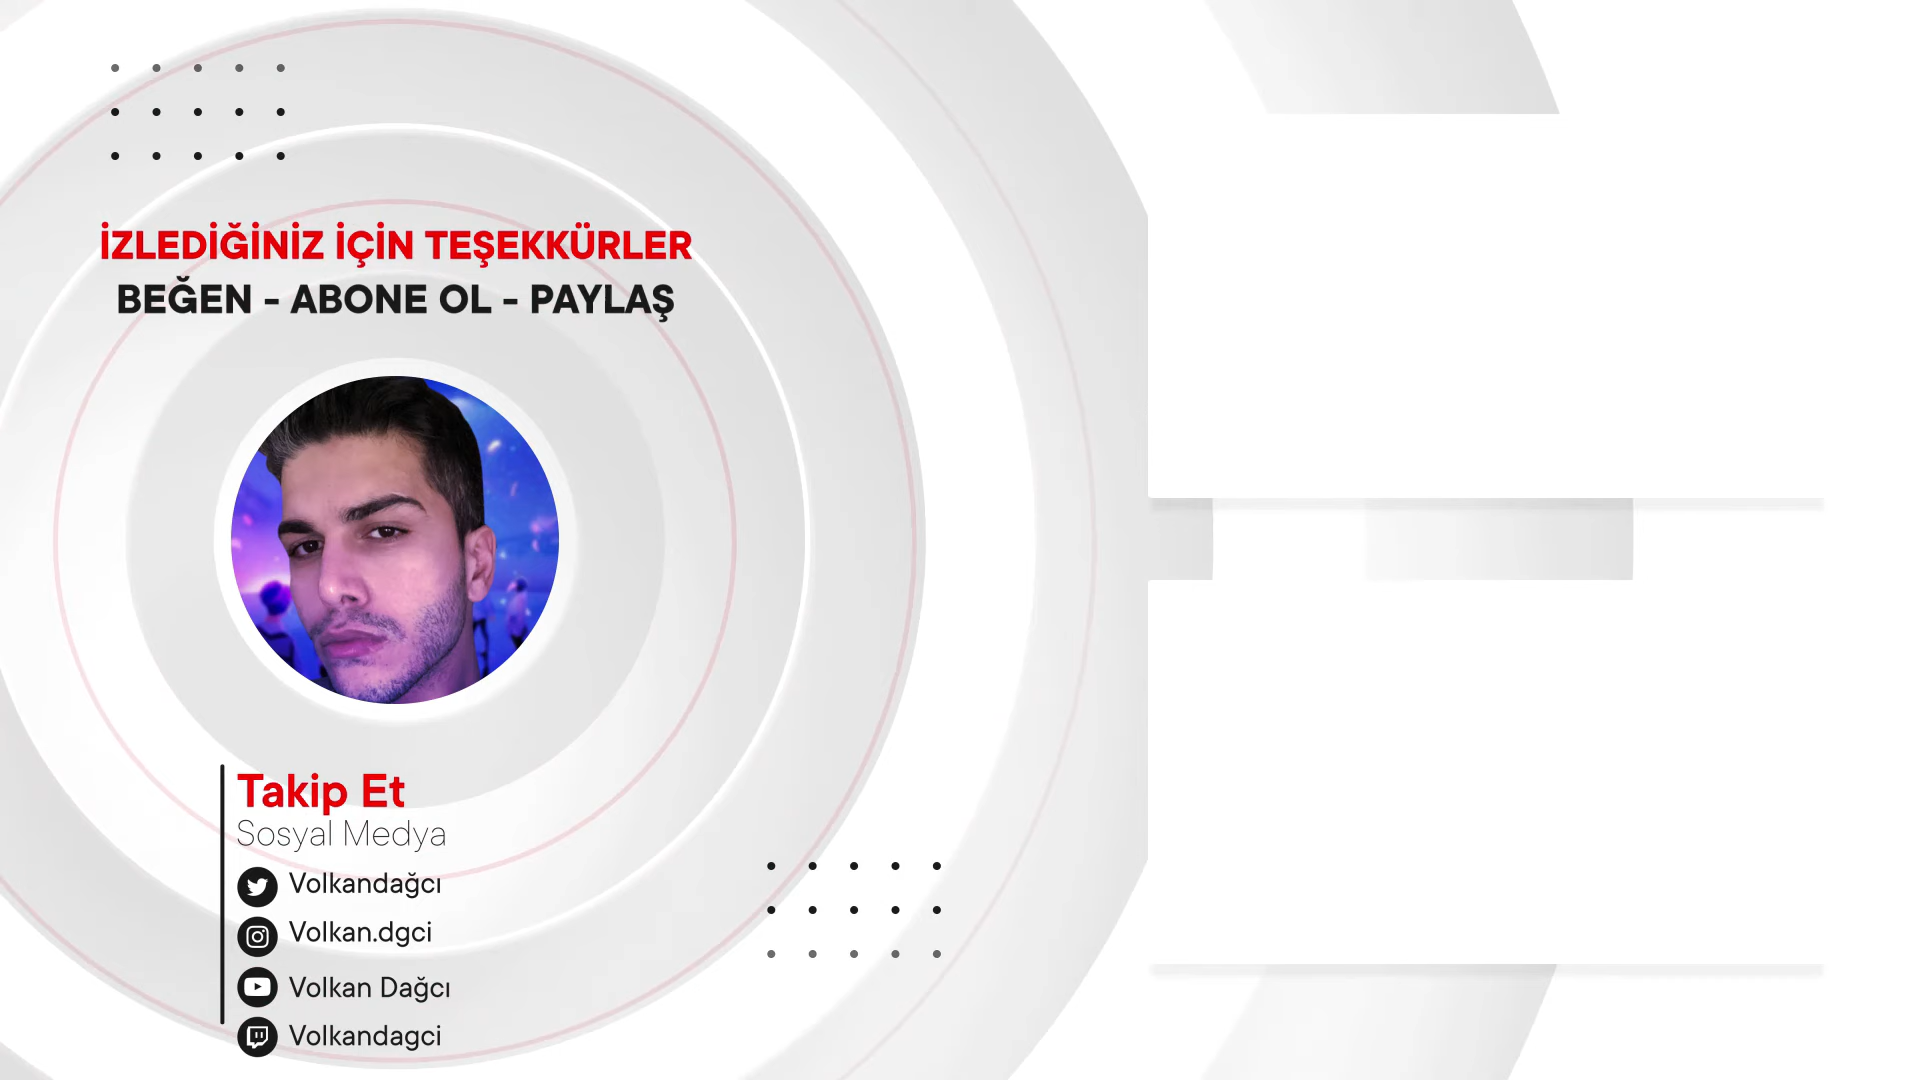 İZLEDİĞİNİZ İÇİN TEŞEKKÜRLER
BEĞEN - ABONE OL - PAYLAŞ
Takip Et
Sosyal Medya
Volkandağcı
Volkan.dgci
Volkan Dağcı
Volkandagci